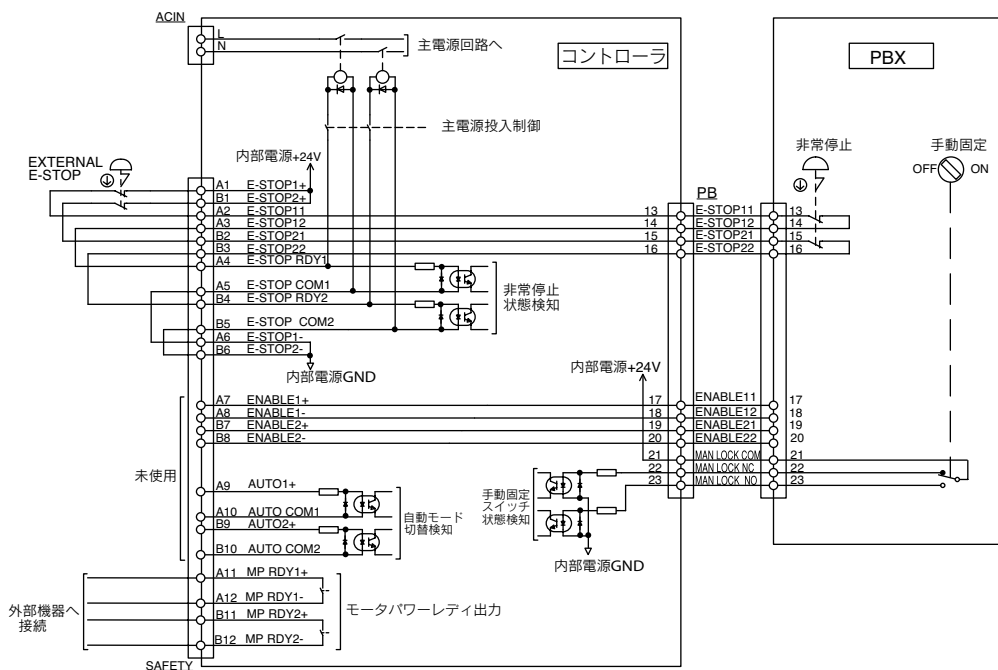 ACIN
L
N
主電源回路へ
コントローラ
PBX
主電源投入制御
内部電源+24V
EXTERNAL
E-STOP
非常停止
手動固定
OFF
ON
PB
A1 E-STOP1+
B1 E-STOP2+
A2 E-STOP11
A3 E-STOP12
B2 E-STOP21
B3 E-STOP22
A4 E-STOP RDY1
A5 E-STOP COM1
B4 E-STOP RDY2
B5 E-STOP COM2
A6 E-STOP1-
B6 E-STOP2-
13 E-STOP11 13
14 E-STOP12 14
15 E-STOP21 15
16 E-STOP22 16
非常停止
状態検知
内部電源GND
内部電源+24V
A7 ENABLE1+
A8 ENABLE1-
B7 ENABLE2+
B8 ENABLE2-
17 ENABLE11 17
18 ENABLE12 18
19 ENABLE21 19
20 ENABLE22 20
21 MAN LOCK COM 21
22 MAN LOCK NC 22
23 MAN LOCK NO 23
未使用
A9 AUTO1+
A10 AUTO COM1
B9 AUTO2+
B10 AUTO COM2
自動モード
切替検知
手動固定
スイッチ
状態検知
内部電源GND
A11 MP RDY1+
A12 MP RDY1-
B11 MP RDY2+
B12 MP RDY2-
モータパワーレディ出力
外部機器へ
接続
SAFETY